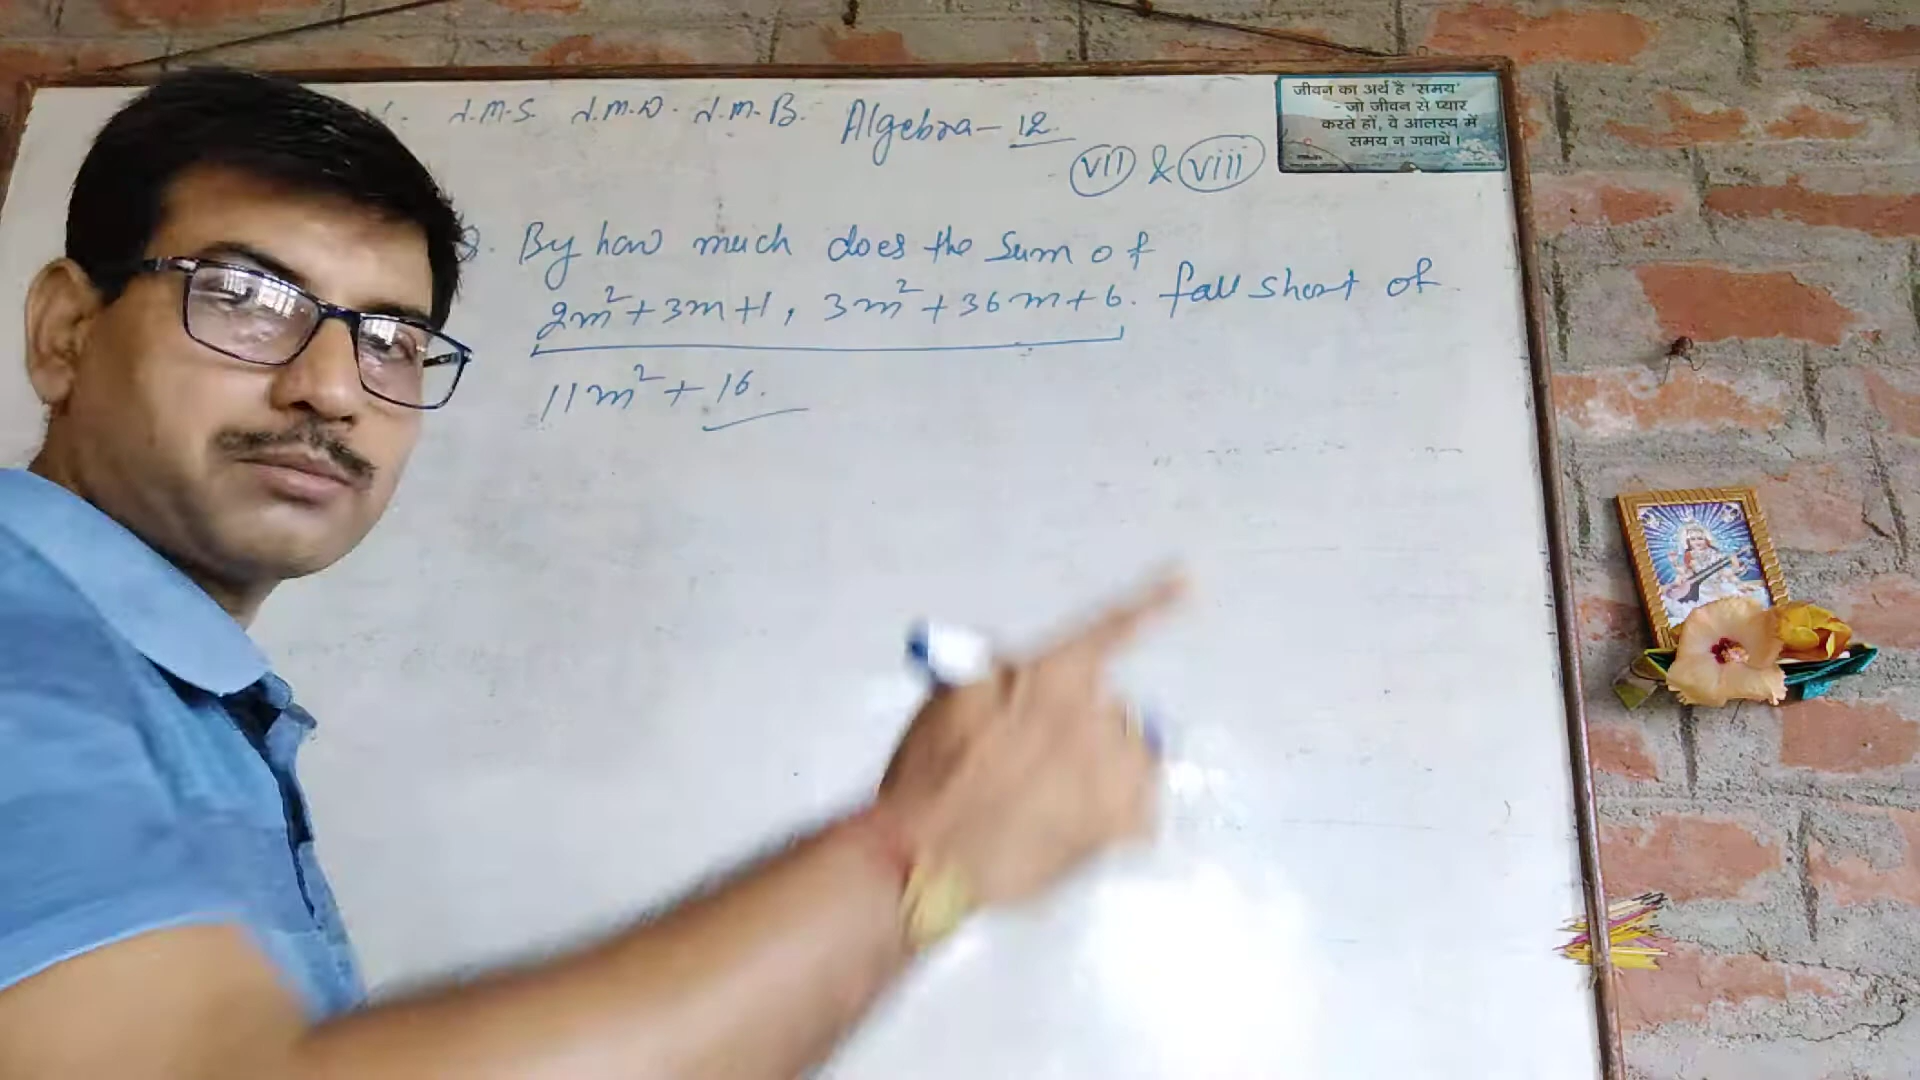 J.M.S. J.M.D. J.M.B. Algebra - 12.
VII & VIII
जीवन का अर्थ है 'समय'
- जो जीवन से प्यार
करते हों, वे आलस्य में
समय न गवायें।
Q. By how much does the Sum of
2m² + 3m + 1, 3m² + 36m + 6. fall short of
11m² + 16.